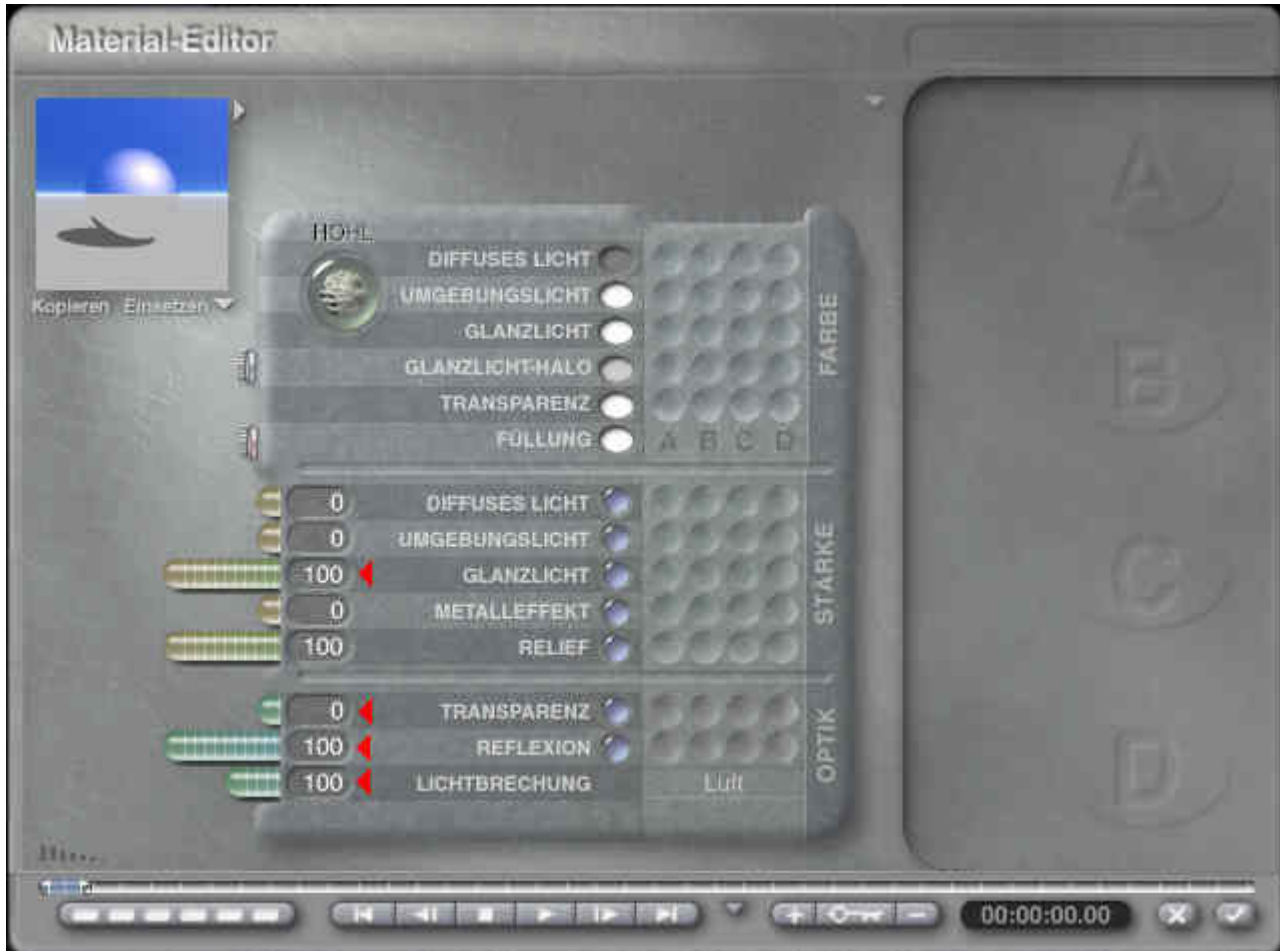 Material-Editor
Kopieren Einsetzen
HOHL
DIFFUSES LICHT
UMGEBUNGSLICHT
GLANZLICHT
GLANZLICHT-HALO
TRANSPARENZ
FÜLLUNG
A B C D
FARBE
0 DIFFUSES LICHT
0 UMGEBUNGSLICHT
100 GLANZLICHT
0 METALLEFFEKT
100 RELIEF
STÄRKE
0 TRANSPARENZ
100 REFLEXION
100 LICHTBRECHUNG Luft
OPTIK
A
B
C
D
00:00:00.00